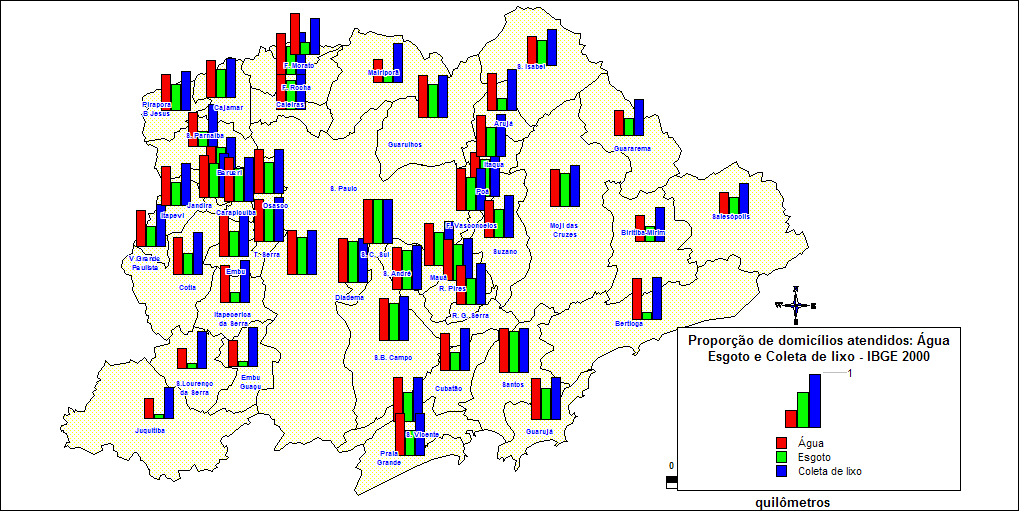 F. Morato
S. Isabel
Mairiporã
F. Rocha
Pirapora
B Jesus
Cajamar
Caieiras
Arujá
S. Parnaíba
Guarulhos
Guararema
Itaqua
Barueri
S. Paulo
Poá
Jandira
Itapevi
Carapicuíba
Osasco
Salesópolis
F. Vasconcelos
Moji das
Cruzes
Biritiba-Mirim
V.Grande
Paulista
T. Serra
S. C. Sul
Suzano
Embu
S. André
Mauá
Cotia
Diadema
R. Pires
N
W
E
S
Itapecerica
da Serra
R. G. Serra
Bertioga
Proporção de domicílios atendidos: Água
Esgoto e Coleta de lixo - IBGE 2000
1
Água
Esgoto
Coleta de lixo
S.B. Campo
S.Lourenço
da Serra
Embu
Guaçu
Cubatão
Santos
Juquitiba
S. Vicente
Guarujá
Praia
Grande
0
quilômetros